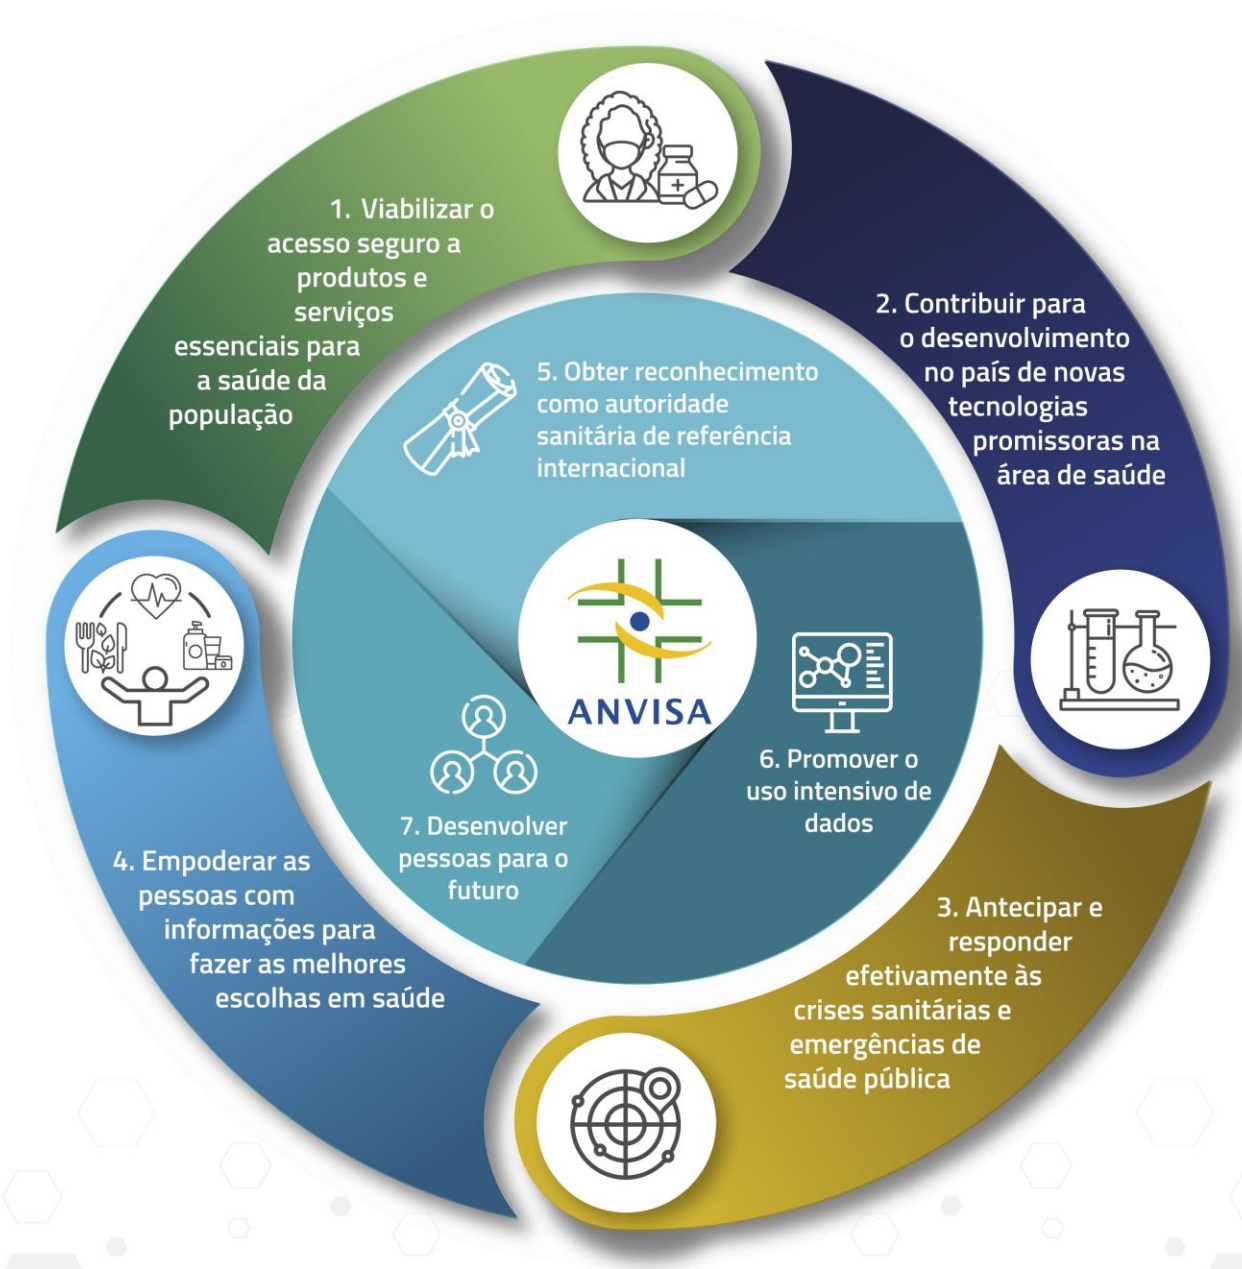 1. Viabilizar o
acesso seguro a
produtos e
serviços
essenciais para
a saúde da
população
2. Contribuir para
o desenvolvimento
no país de novas
tecnologias
promissoras na
área de saúde
3. Antecipar e
responder
efetivamente às
crises sanitárias e
emergências de
saúde pública
4. Empoderar as
pessoas com
informações para
fazer as melhores
escolhas em saúde
5. Obter reconhecimento
como autoridade
sanitária de referência
internacional
6. Promover o
uso intensivo de
dados
7. Desenvolver
pessoas para o
futuro
ANVISA